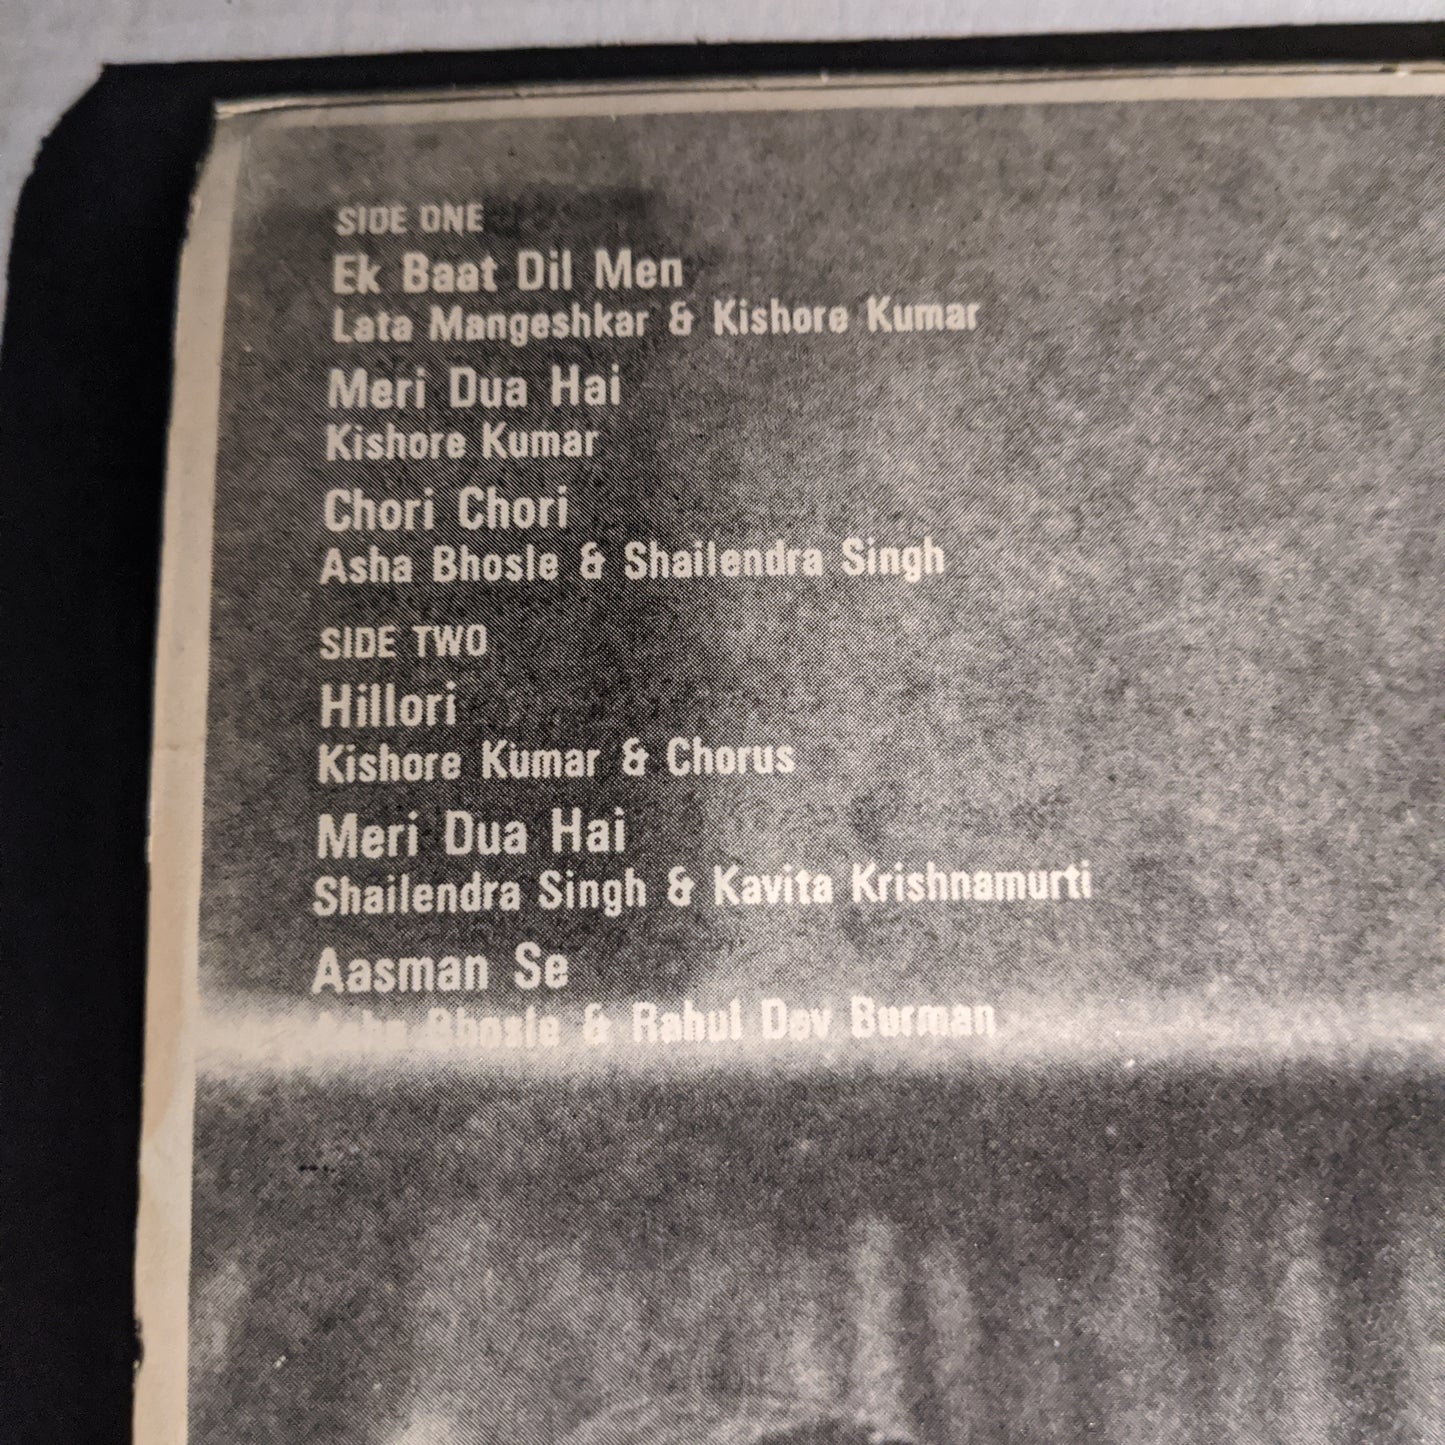 SIDE ONE
Ek Baat Dil Men
Lata Mangeshkar & Kishore Kumar
Meri Dua Hai
Kishore Kumar
Chori Chori
Asha Bhosle & Shailendra Singh
SIDE TWO
Hillori
Kishore Kumar & Chorus
Meri Dua Hai
Shailendra Singh & Kavita Krishnamurti
Aasman Se
Asha Bhosle & Rahul Dev Burman